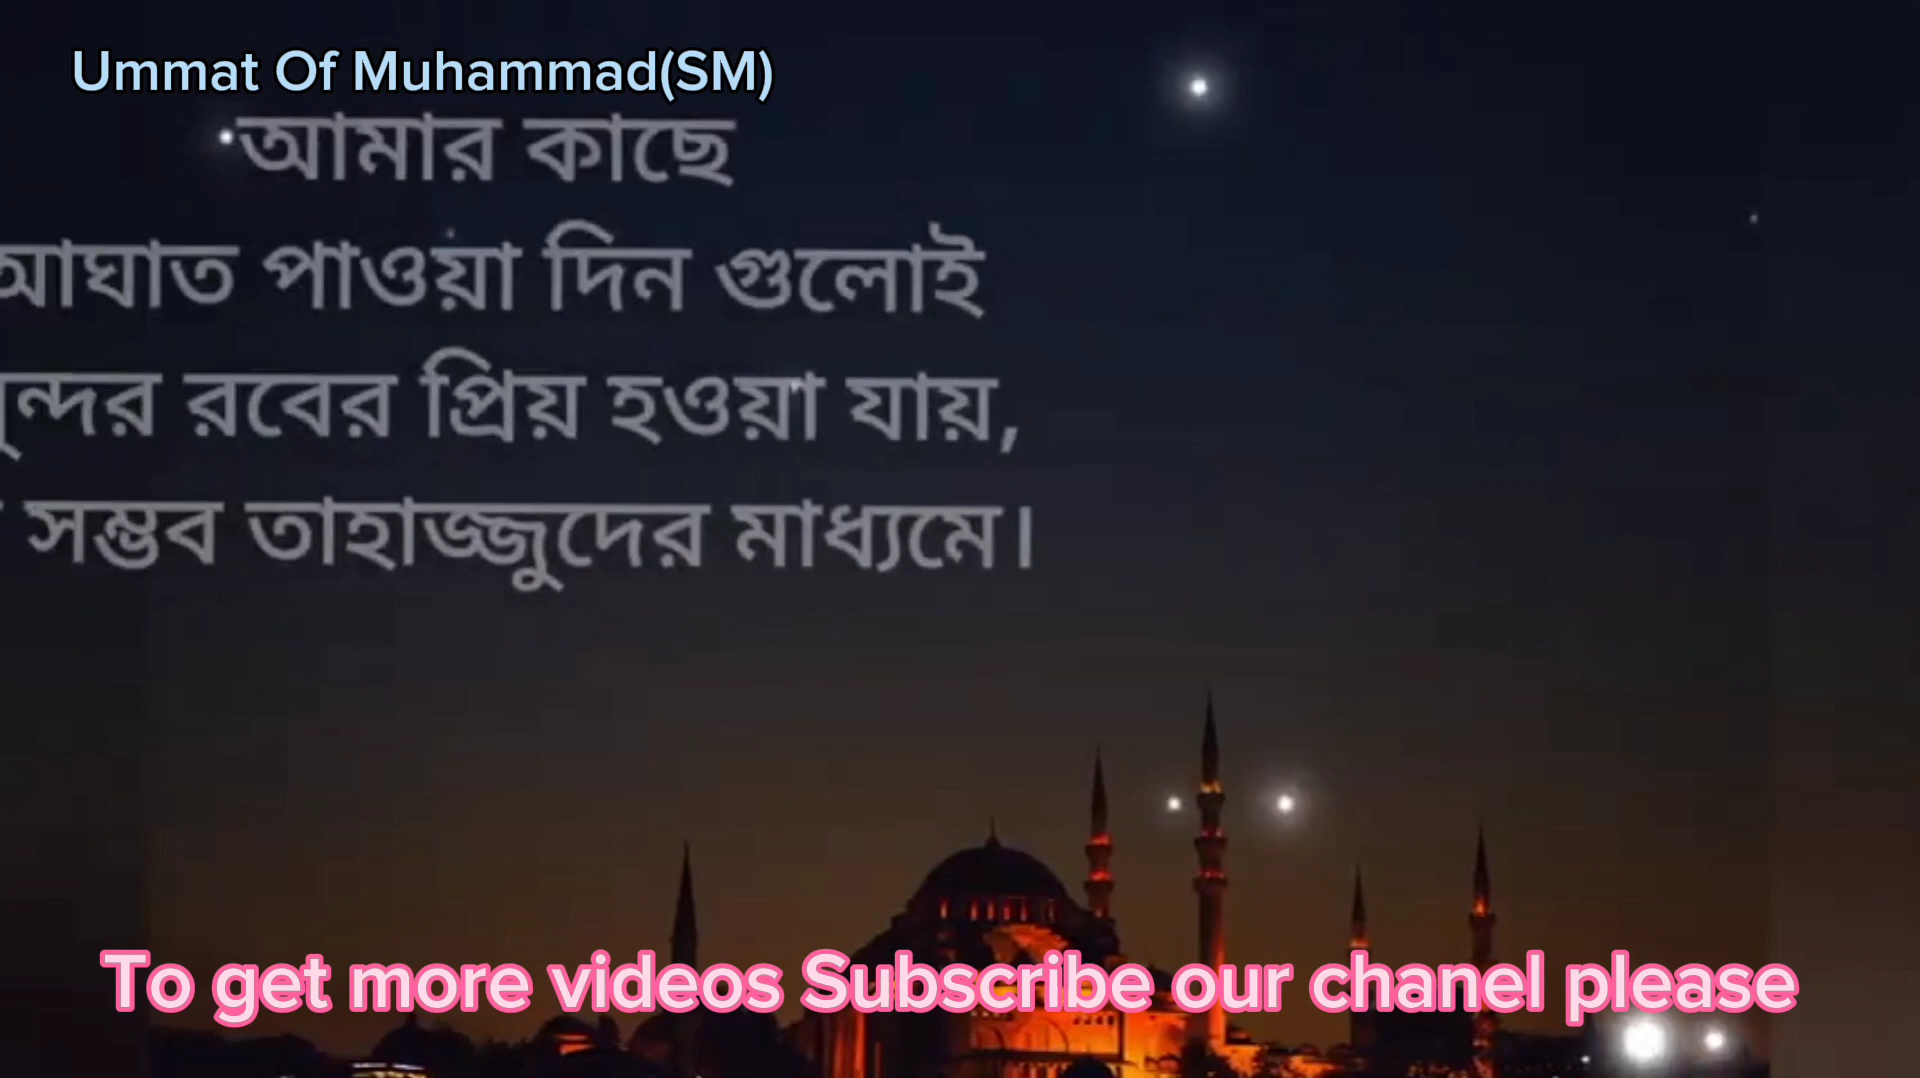 Ummat Of Muhammad(SM)
আমার কাছে
আঘাত পাওয়া দিন গুলোই
রবের প্রিয় হওয়া যায়,
সম্ভব তাহাজ্জুদের মাধ্যমে।
To get more videos Subscribe our chanel please